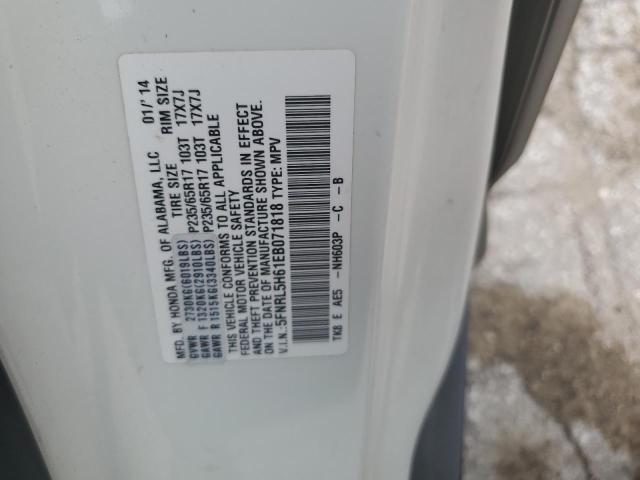 MFD. BY HONDA MFG. OF ALABAMA, LLC 01/'14
TIRE SIZE RIM SIZE
GVWR 2730KG(6019LBS)
GAWR F 1320KG(2910LBS) P235/65R17 103T 17X7J
GAWR R 1515KG(3340LBS) P235/65R17 103T 17X7J
THIS VEHICLE CONFORMS TO ALL APPLICABLE
FEDERAL MOTOR VEHICLE SAFETY
AND THEFT PREVENTION STANDARDS IN EFFECT
ON THE DATE OF MANUFACTURE SHOWN ABOVE.
V.I.N.:5FNRL5H61EB071818 TYPE: MPV
TK8 E AE5 -NH603P -C -B